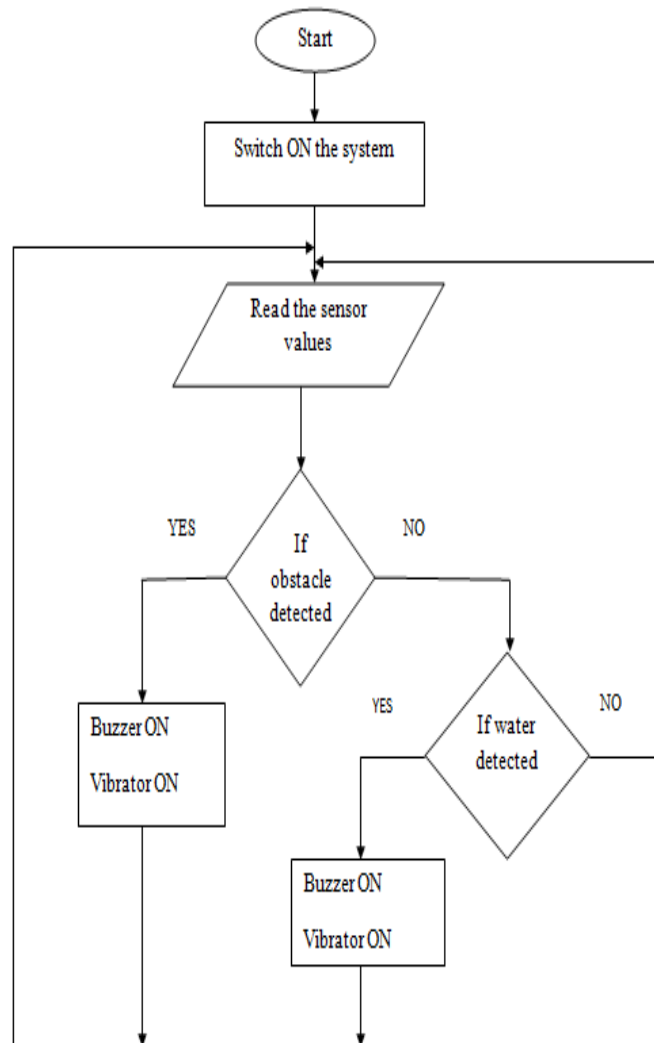 Start
Switch ON the system
Read the sensor
values
YES
NO
If
obstacle
detected
Buzzer ON
Vibrator ON
YES
NO
If water
detected
Buzzer ON
Vibrator ON